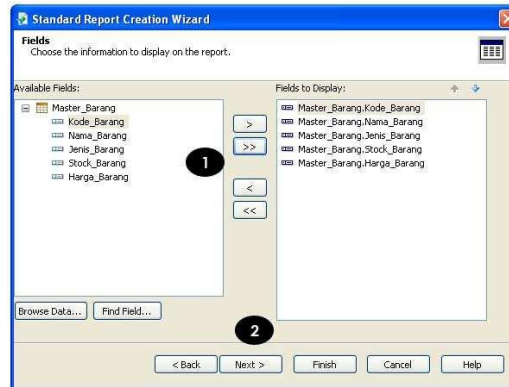 Standard Report Creation Wizard
Fields
Choose the information to display on the report.
Available Fields:
Master_Barang
Kode_Barang
Nama_Barang
Jenis_Barang
Stock_Barang
Harga_Barang
>
>>
1
<
<<
Fields to Display:
Master_Barang.Kode_Barang
Master_Barang.Nama_Barang
Master_Barang.Jenis_Barang
Master_Barang.Stock_Barang
Master_Barang.Harga_Barang
Browse Data... Find Field...
2
< Back Next > Finish Cancel Help